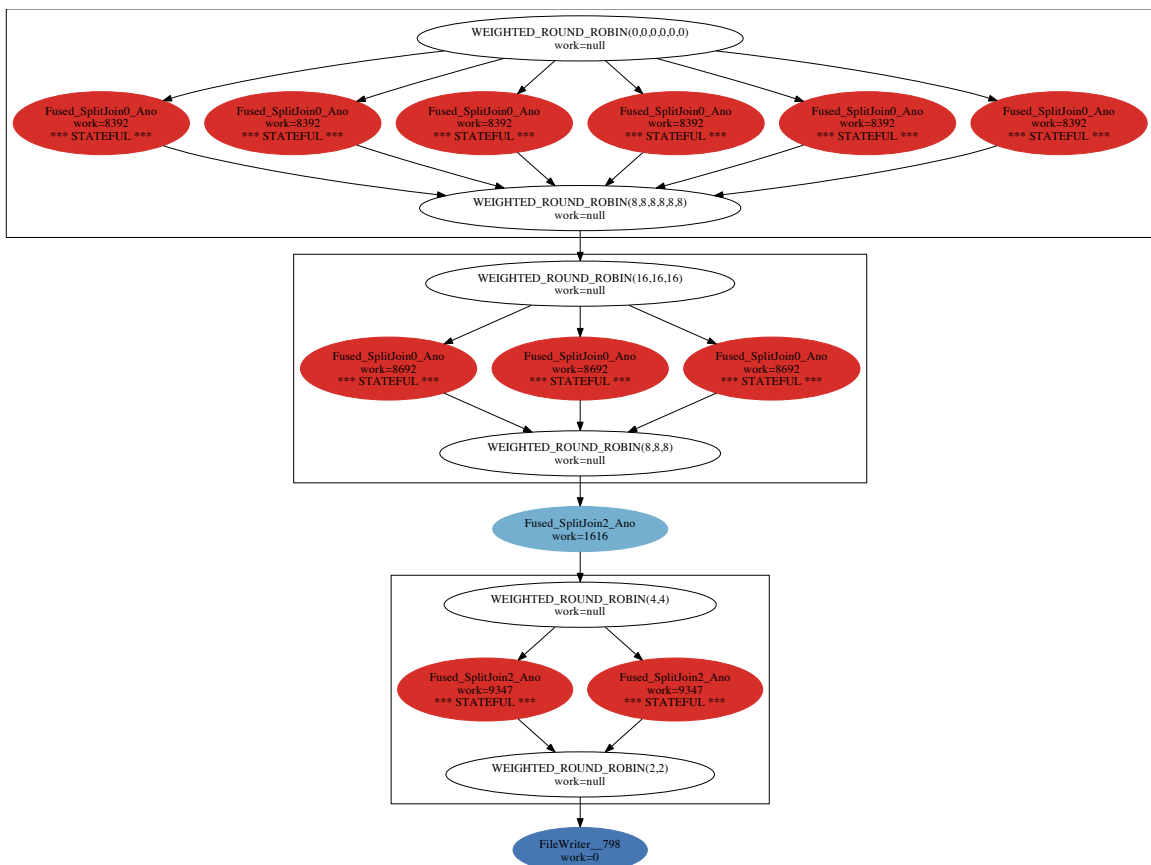 WEIGHTED_ROUND_ROBIN(0,0,0,0,0,0)
work=null
Fused_SplitJoin0_Ano
work=8392
*** STATEFUL ***
Fused_SplitJoin0_Ano
work=8392
*** STATEFUL ***
Fused_SplitJoin0_Ano
work=8392
*** STATEFUL ***
Fused_SplitJoin0_Ano
work=8392
*** STATEFUL ***
Fused_SplitJoin0_Ano
work=8392
*** STATEFUL ***
Fused_SplitJoin0_Ano
work=8392
*** STATEFUL ***
WEIGHTED_ROUND_ROBIN(8,8,8,8,8,8)
work=null
WEIGHTED_ROUND_ROBIN(16,16,16)
work=null
Fused_SplitJoin0_Ano
work=8692
*** STATEFUL ***
Fused_SplitJoin0_Ano
work=8692
*** STATEFUL ***
Fused_SplitJoin0_Ano
work=8692
*** STATEFUL ***
WEIGHTED_ROUND_ROBIN(8,8,8)
work=null
Fused_SplitJoin2_Ano
work=1616
WEIGHTED_ROUND_ROBIN(4,4)
work=null
Fused_SplitJoin2_Ano
work=9347
*** STATEFUL ***
Fused_SplitJoin2_Ano
work=9347
*** STATEFUL ***
WEIGHTED_ROUND_ROBIN(2,2)
work=null
FileWriter__798
work=0